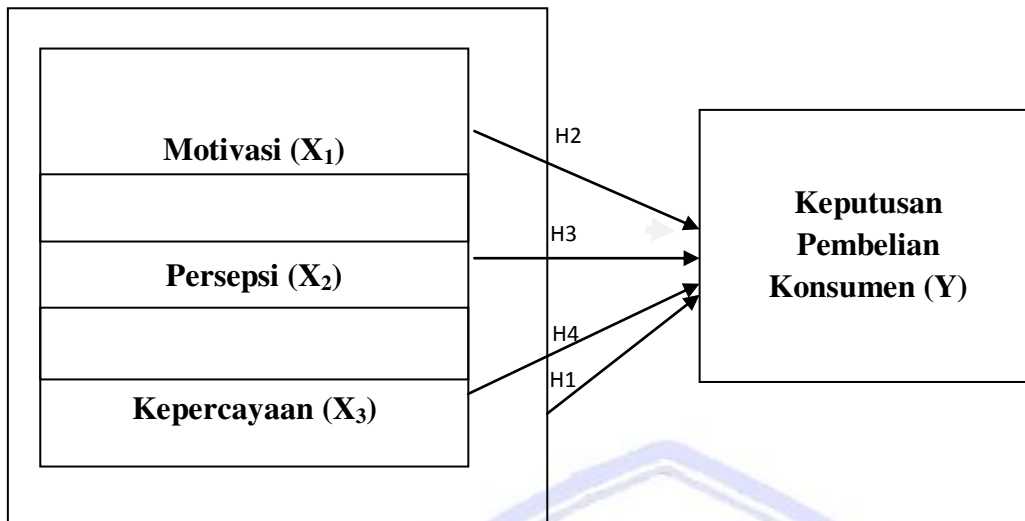 Motivasi (X₁)
Persepsi (X₂)
Kepercayaan (X₃)
H2
H3
H4
H1
Keputusan
Pembelian
Konsumen (Y)